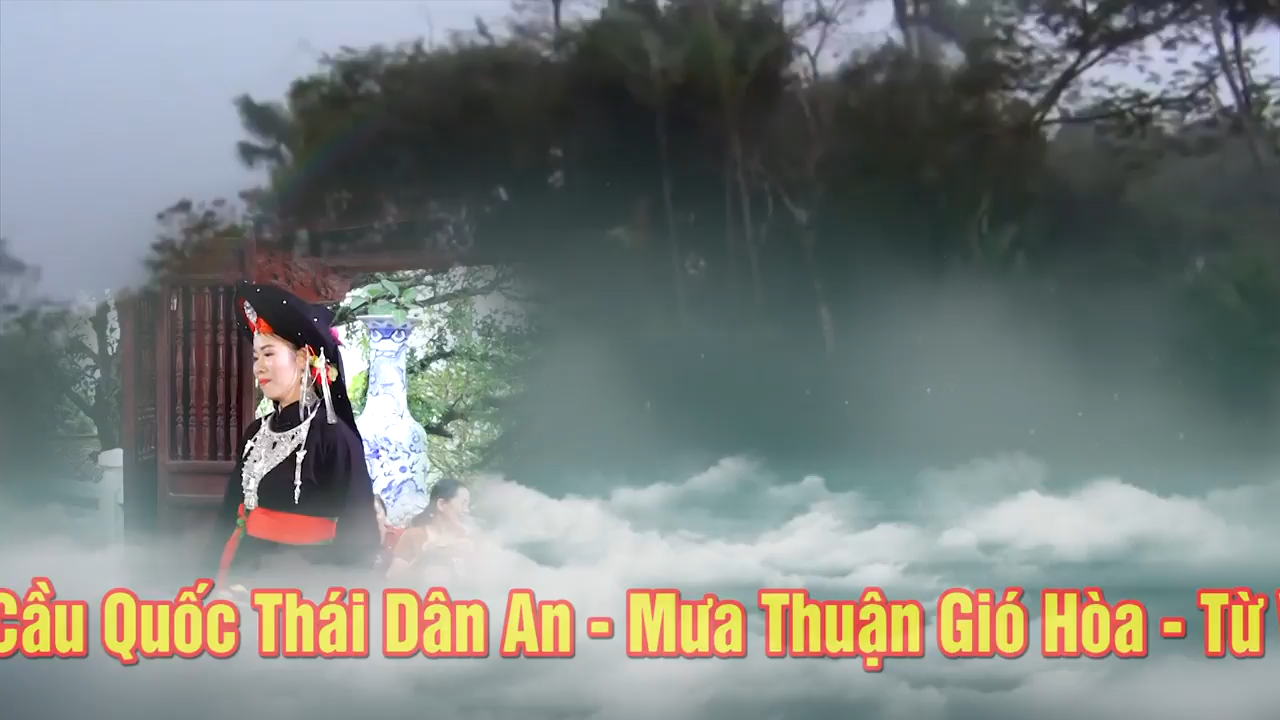 Cầu Quốc Thái Dân An - Mưa Thuận Gió Hòa - Từ